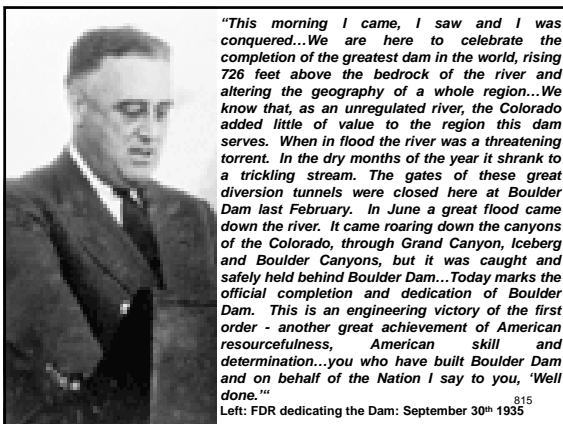 “This morning I came, I saw and I was
conquered…We are here to celebrate the
completion of the greatest dam in the world, rising
726 feet above the bedrock of the river and
altering the geography of a whole region…We
know that, as an unregulated river, the Colorado
added little of value to the region this dam
serves. When in flood the river was a threatening
torrent. In the dry months of the year it shrank to
a trickling stream. The gates of these great
diversion tunnels were closed here at Boulder
Dam last February. In June a great flood came
down the river. It came roaring down the canyons
of the Colorado, through Grand Canyon, Iceberg
and Boulder Canyons, but it was caught and
safely held behind Boulder Dam…Today marks the
official completion and dedication of Boulder
Dam. This is an engineering victory of the first
order - another great achievement of American
resourcefulness, American skill and
determination…you who have built Boulder Dam
and on behalf of the Nation I say to you, ‘Well
done.’“
Left: FDR dedicating the Dam: September 30th 1935
815